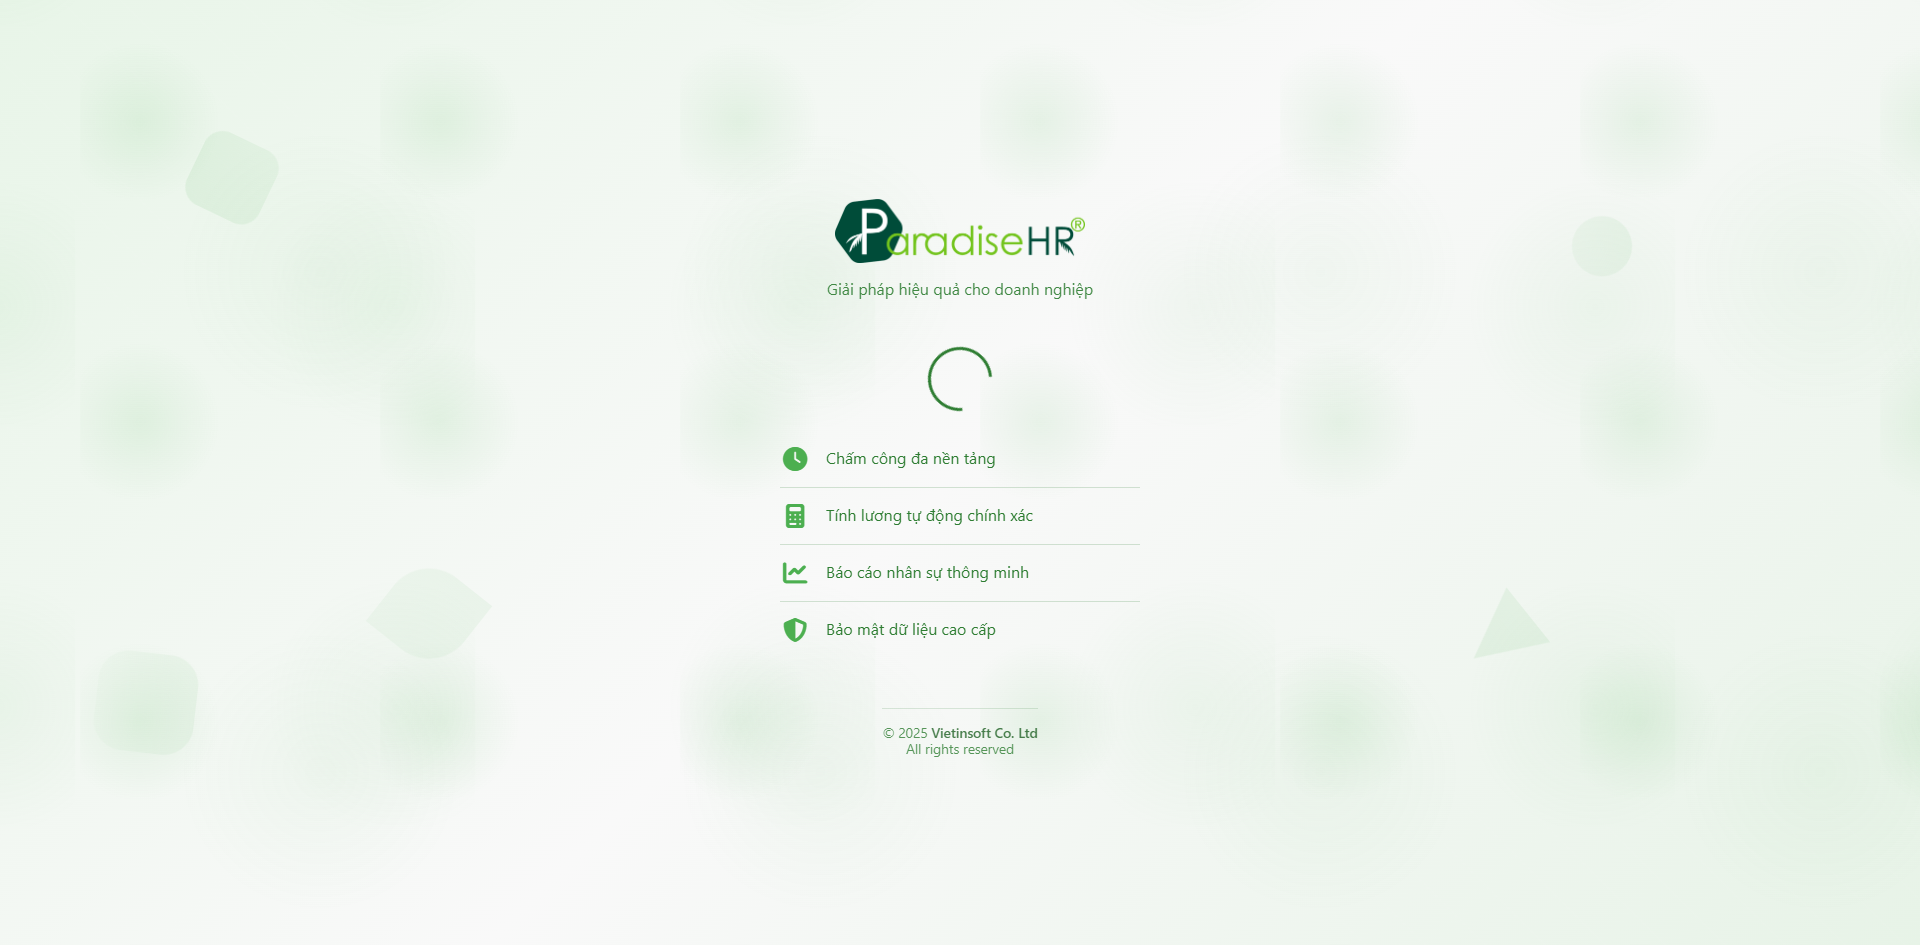 ParadiseHR®
Giải pháp hiệu quả cho doanh nghiệp
Chấm công đa nền tảng
Tính lương tự động chính xác
Báo cáo nhân sự thông minh
Bảo mật dữ liệu cao cấp
© 2025 Vietinsoft Co. Ltd
All rights reserved